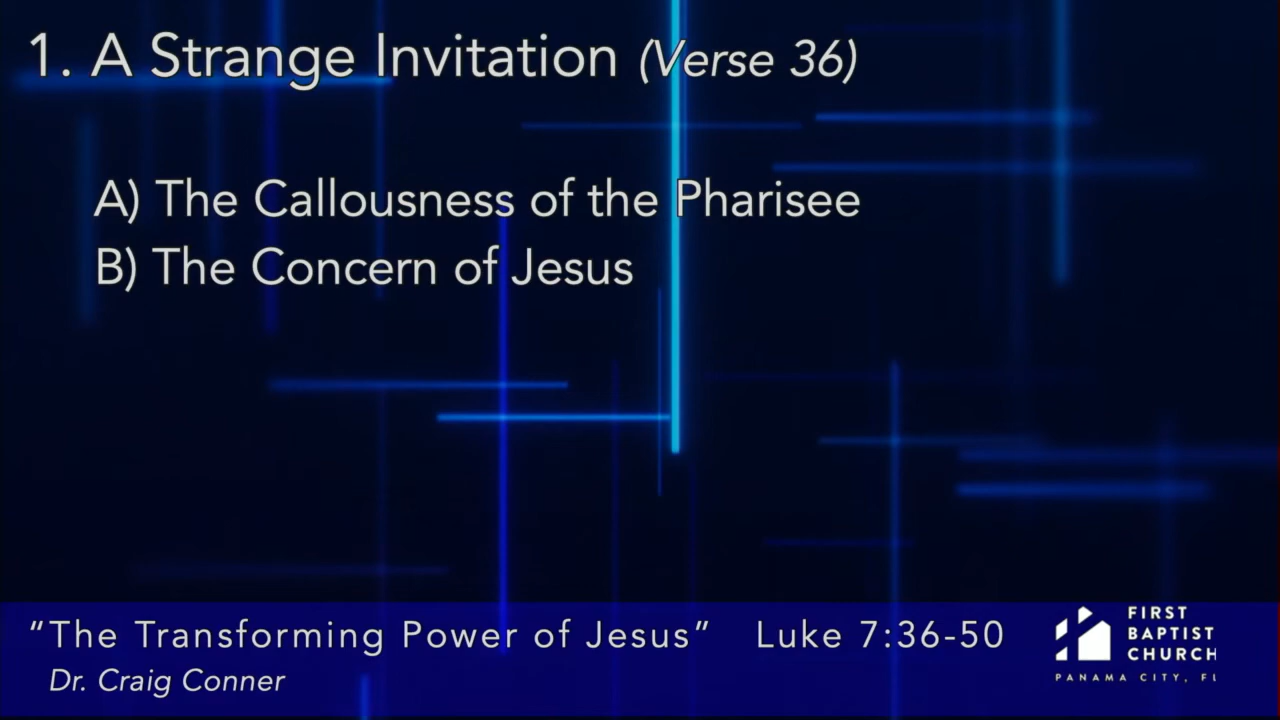 1. A Strange Invitation (Verse 36)
A) The Callousness of the Pharisee
B) The Concern of Jesus
“The Transforming Power of Jesus” Luke 7:36-50
Dr. Craig Conner
FIRST
BAPTIST
CHURCH
PANAMA CITY, FL